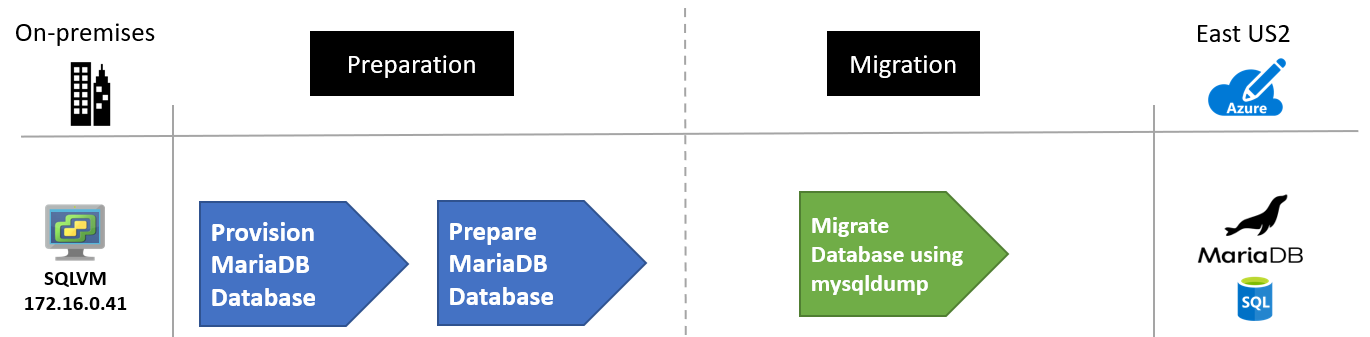 On-premises
Preparation
Migration
East US2
Azure
SQLVM
172.16.0.41
Provision
MariaDB
Database
Prepare
MariaDB
Database
Migrate
Database using
mysqldump
MariaDB
SQL